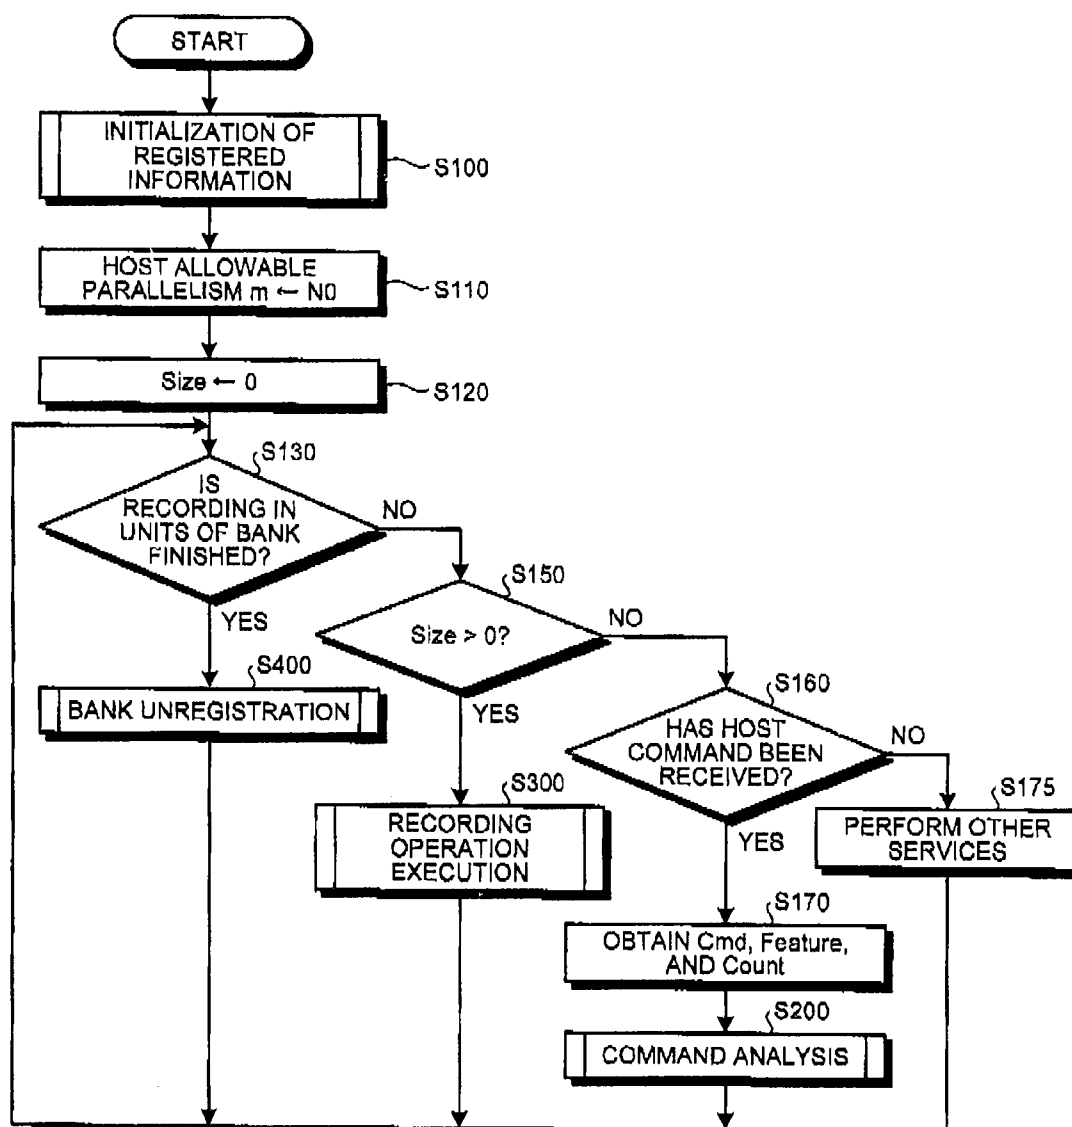 START
INITIALIZATION OF
REGISTERED
INFORMATION
S100
HOST ALLOWABLE
PARALLELISM m ← N0
S110
Size ← 0
S120
S130
IS
RECORDING IN
UNITS OF BANK
FINISHED?
NO
YES
S150
Size > 0?
NO
YES
S400
BANK UNREGISTRATION
S160
HAS HOST
COMMAND BEEN
RECEIVED?
NO
YES
S300
RECORDING
OPERATION
EXECUTION
S175
PERFORM OTHER
SERVICES
S170
OBTAIN Cmd, Feature,
AND Count
S200
COMMAND ANALYSIS